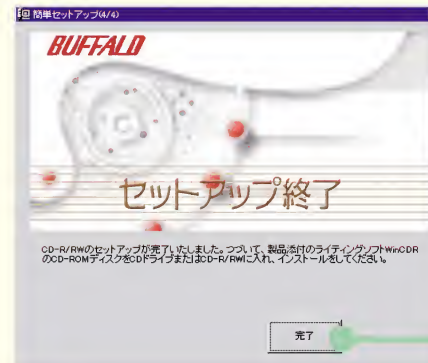 簡単セットアップ(4/4)
BUFFALO
セットアップ終了
CD-R/RWのセットアップが完了いたしました。つづいて、製品添付のライティングソフトWinCDR
のCD-ROMディスクをCDドライブまたはCD-R/RWに入れ、インストールをしてください。
完了